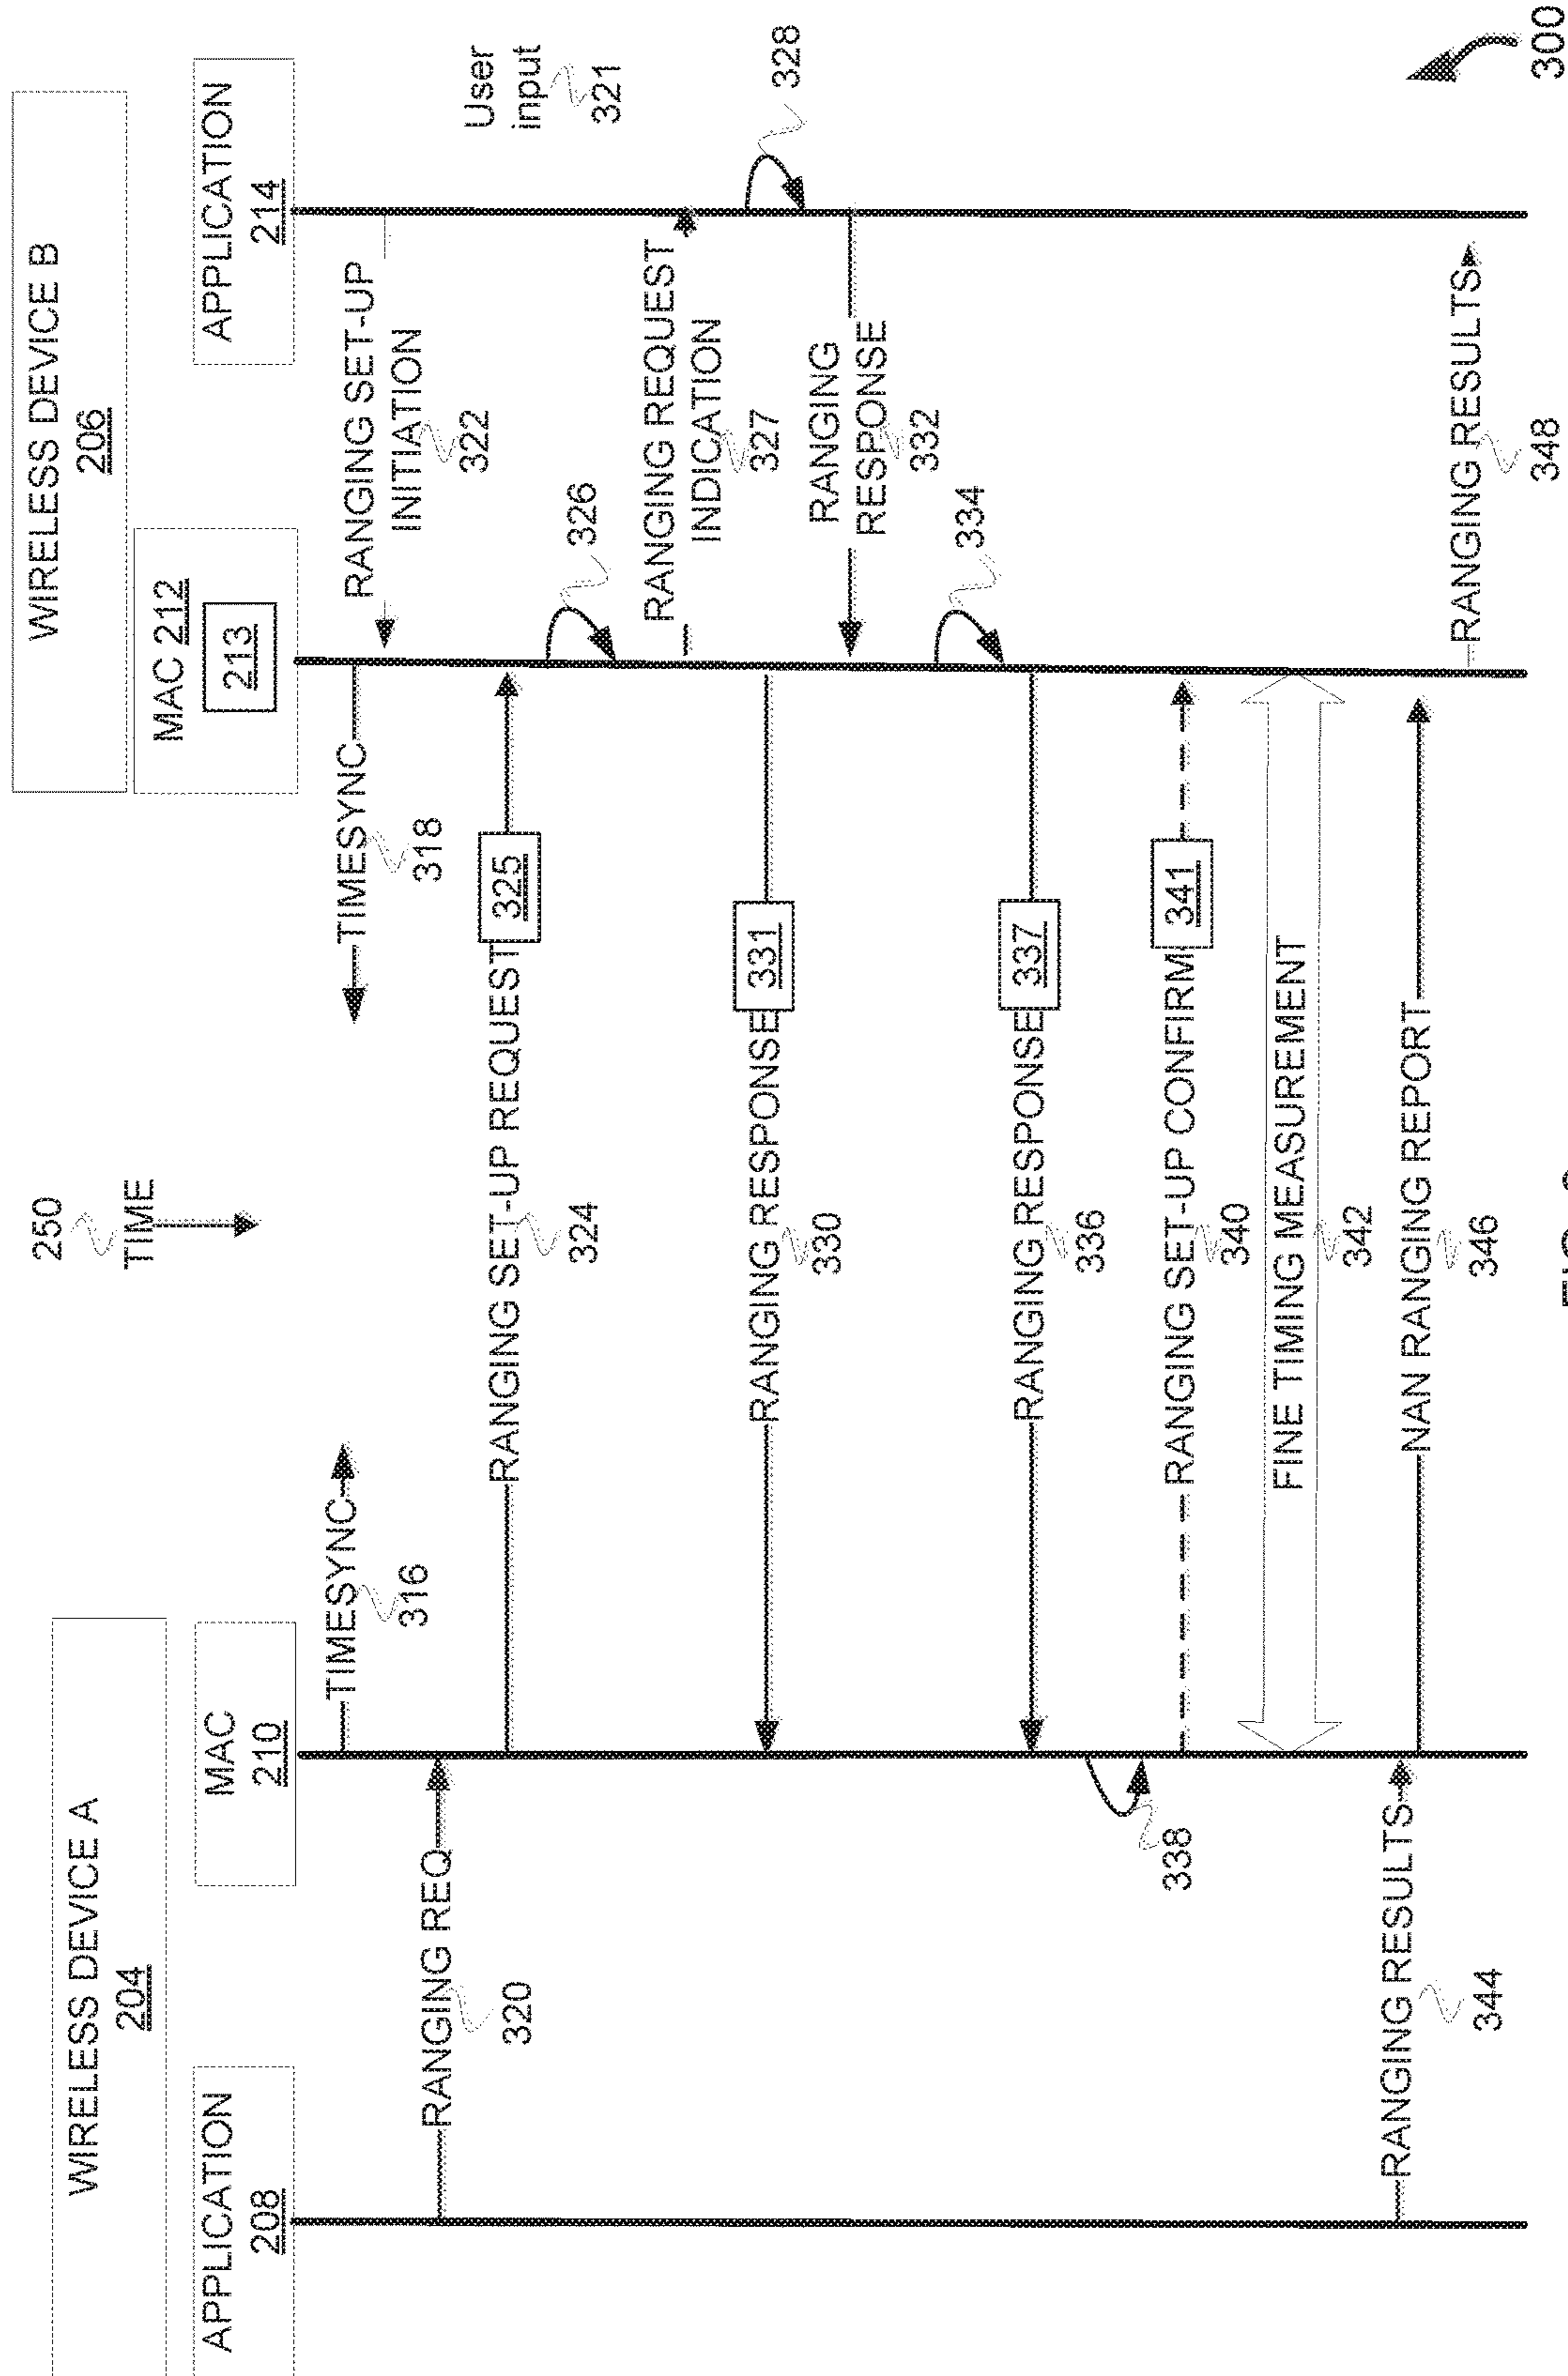 WIRELESS DEVICE A
204
WIRELESS DEVICE B
206
250
TIME
APPLICATION
208
MAC
210
MAC 212
213
APPLICATION
214
TIMESYNC
316
TIMESYNC
318
RANGING SET-UP
INITIATION
322
User
input
321
RANGING REQ
320
RANGING SET-UP REQUEST
324
325
326
RANGING REQUEST
INDICATION
327
328
RANGING RESPONSE
330
331
RANGING
RESPONSE
332
334
RANGING RESPONSE
336
337
338
RANGING SET-UP CONFIRM
340
341
FINE TIMING MEASUREMENT
342
RANGING RESULTS
344
NAN RANGING REPORT
346
RANGING RESULTS
348
300